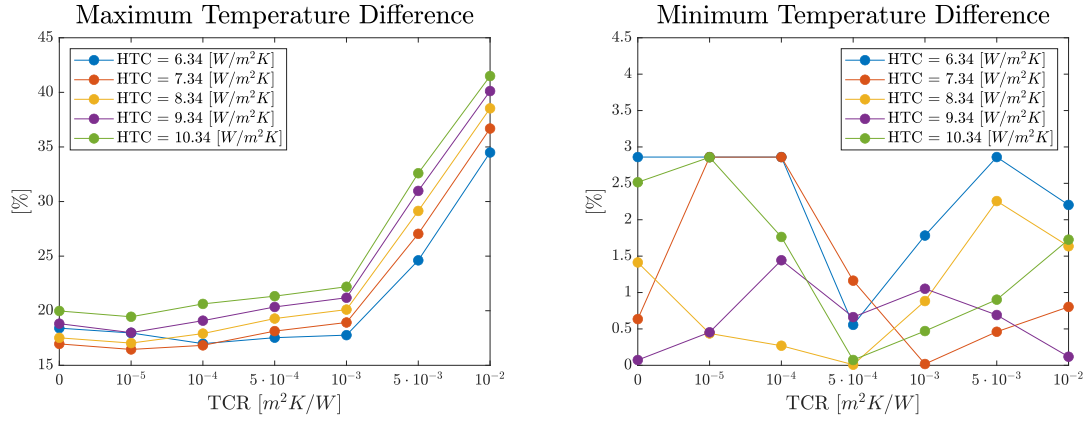 Maximum Temperature Difference
45
40
35
30
25
20
15
[%]
HTC = 6.34 [W/m²K]
HTC = 7.34 [W/m²K]
HTC = 8.34 [W/m²K]
HTC = 9.34 [W/m²K]
HTC = 10.34 [W/m²K]
0 10⁻⁵ 10⁻⁴ 5 · 10⁻⁴ 10⁻³ 5 · 10⁻³ 10⁻²
TCR [m²K/W]
Minimum Temperature Difference
4.5
4
3.5
3
2.5
2
1.5
1
0.5
0
[%]
HTC = 6.34 [W/m²K]
HTC = 7.34 [W/m²K]
HTC = 8.34 [W/m²K]
HTC = 9.34 [W/m²K]
HTC = 10.34 [W/m²K]
0 10⁻⁵ 10⁻⁴ 5 · 10⁻⁴ 10⁻³ 5 · 10⁻³ 10⁻²
TCR [m²K/W]